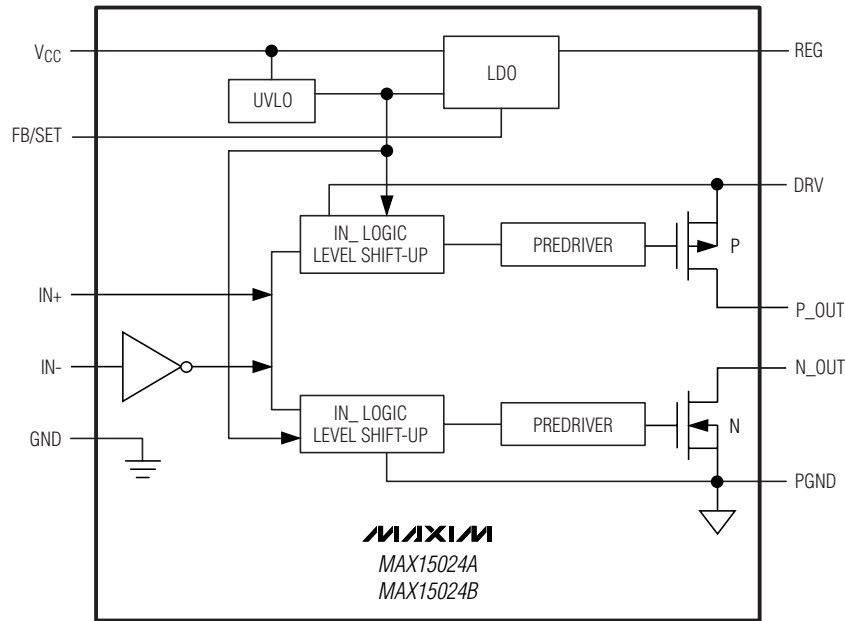 VCC
REG
LDO
UVLO
FB/SET
DRV
IN_ LOGIC
LEVEL SHIFT-UP
PREDRIVER
P
IN+
P_OUT
IN-
N_OUT
IN_ LOGIC
LEVEL SHIFT-UP
PREDRIVER
N
GND
PGND
MAXIM
MAX15024A
MAX15024B